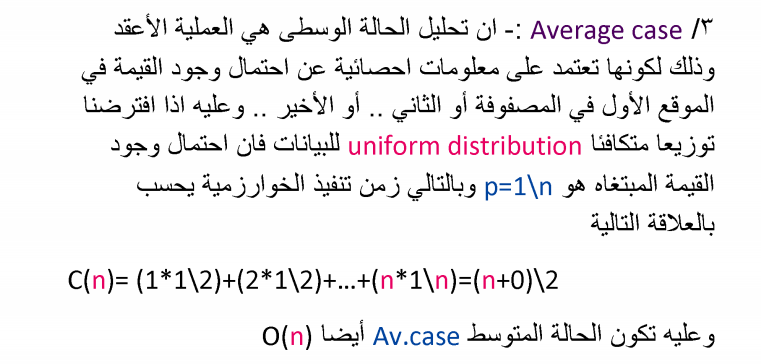 ٣/ Average case :- ان تحليل الحالة الوسطى هي العملية الأعقد
وذلك لكونها تعتمد على معلومات احصائية عن احتمال وجود القيمة في
الموقع الأول في المصفوفة أو الثاني .. أو الأخير .. وعليه اذا افترضنا
توزيعا متكافئا uniform distribution للبيانات فان احتمال وجود
القيمة المبتغاه هو p=1\n وبالتالي زمن تنفيذ الخوارزمية يحسب
بالعلاقة التالية
C(n)= (1*1\2)+(2*1\2)+...+(n*1\n)=(n+0)\2
وعليه تكون الحالة المتوسط Av.case أيضا O(n)